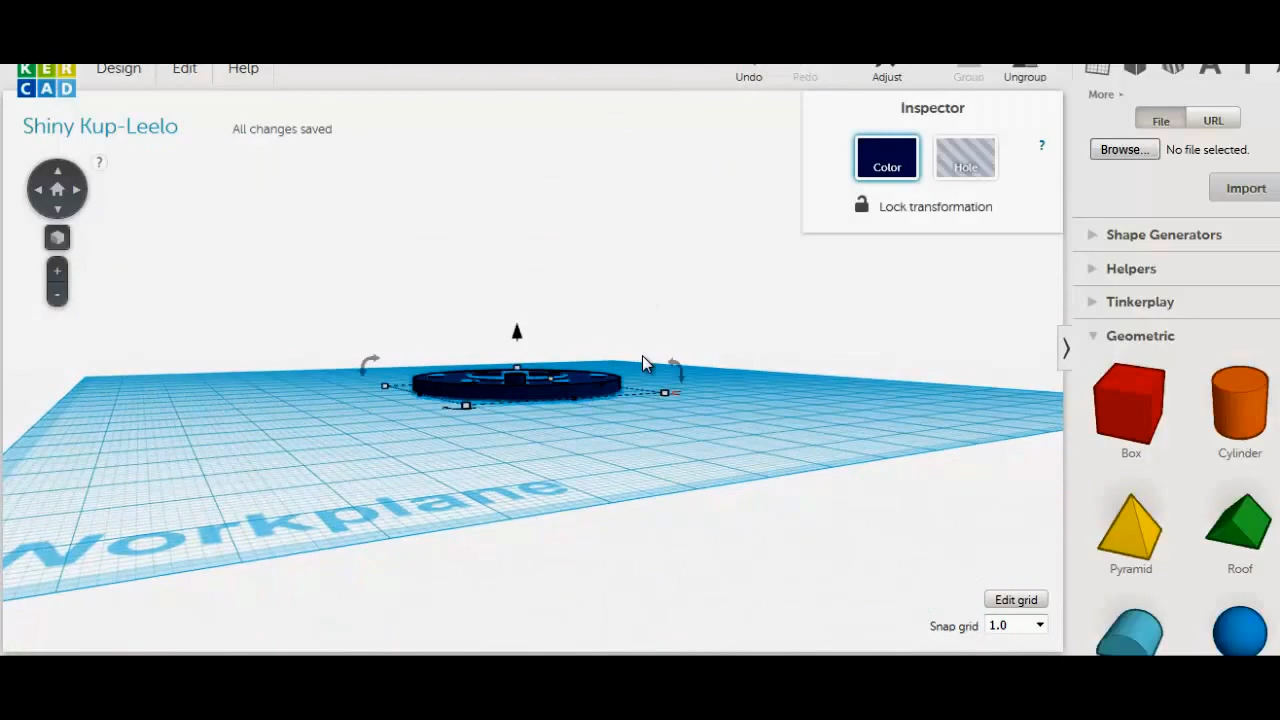 KER
CAD
Design Edit Help
Undo Redo Adjust Group Ungroup
More
File URL
Browse... No file selected.
Import
Shiny Kup-Leelo
All changes saved
?
+
-
Inspector
Color
Hole
?
Lock transformation
Shape Generators
Helpers
Tinkerplay
Geometric
Box
Cylinder
Pyramid
Roof
Workplane
Edit grid
Snap grid 1.0